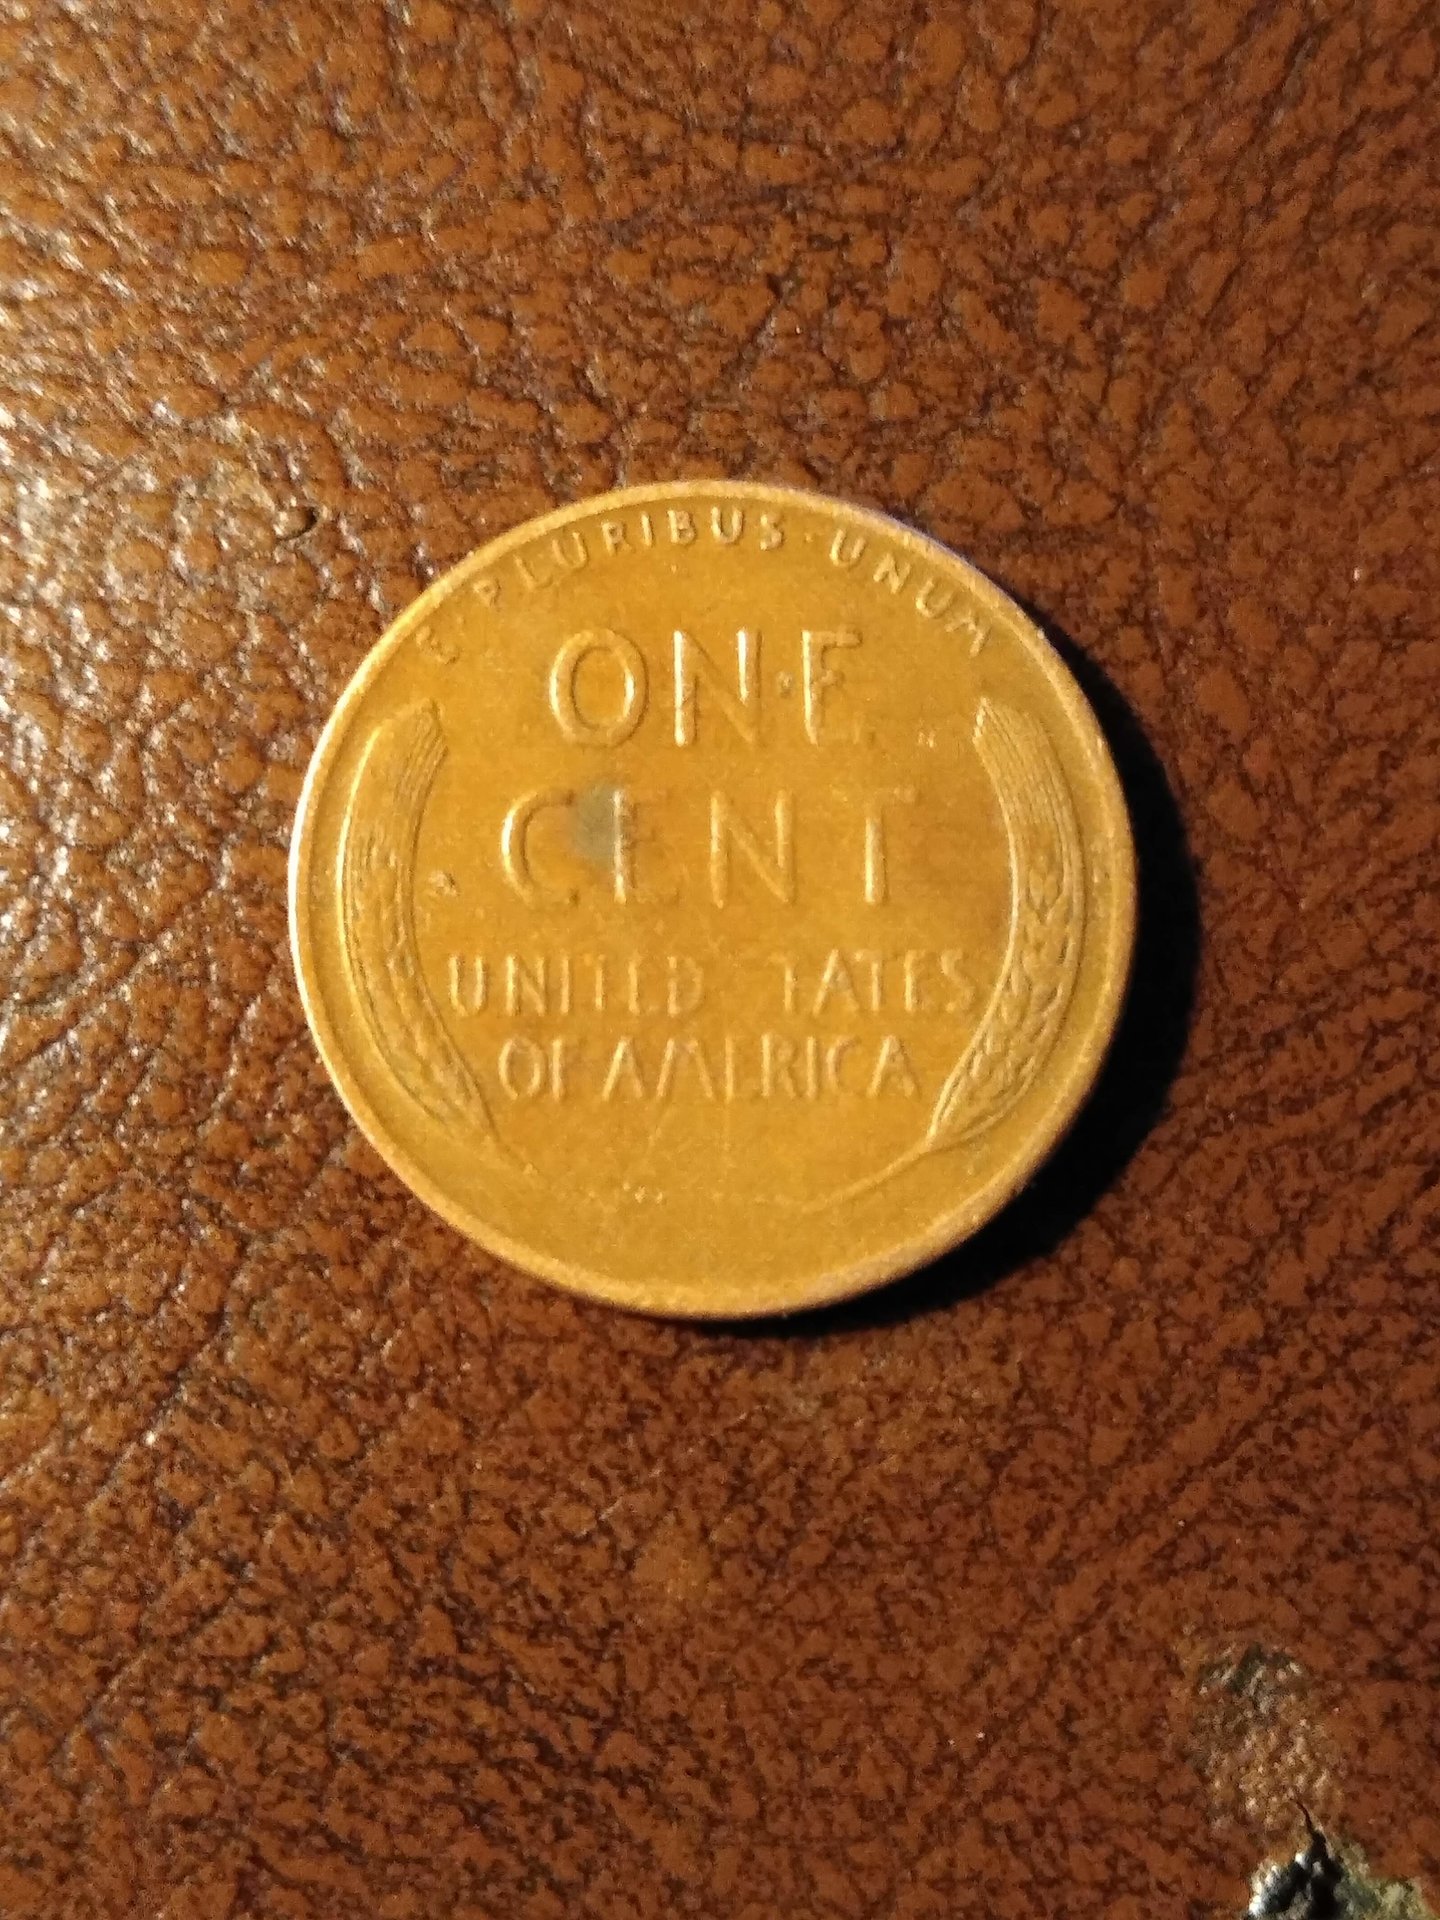 E·PLURIBUS·UNUM
ONE
CENT
UNITED TATES
OF AMERICA